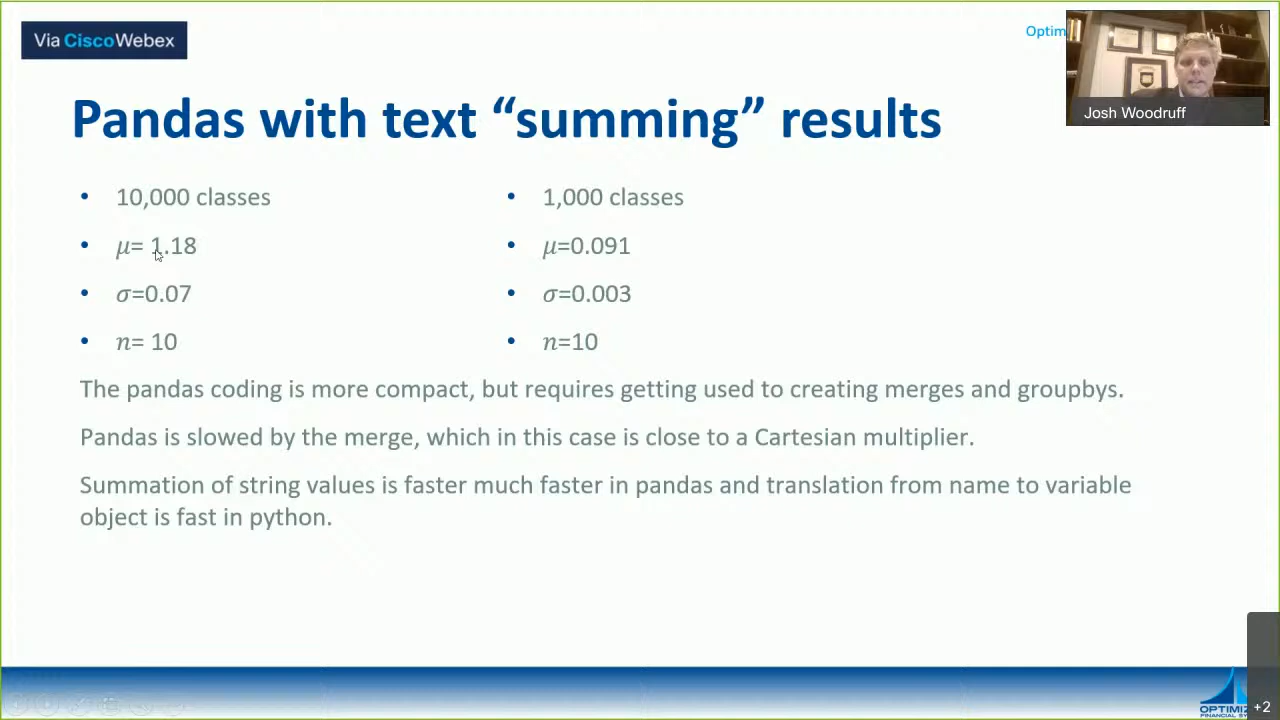 Via CiscoWebex
Optim
Josh Woodruff
Pandas with text “summing” results
• 10,000 classes
• μ= 1.18
• σ=0.07
• n= 10
• 1,000 classes
• μ=0.091
• σ=0.003
• n=10
The pandas coding is more compact, but requires getting used to creating merges and groupbys.
Pandas is slowed by the merge, which in this case is close to a Cartesian multiplier.
Summation of string values is faster much faster in pandas and translation from name to variable
object is fast in python.
+2
OPTIMIZ
FINANCIAL SY